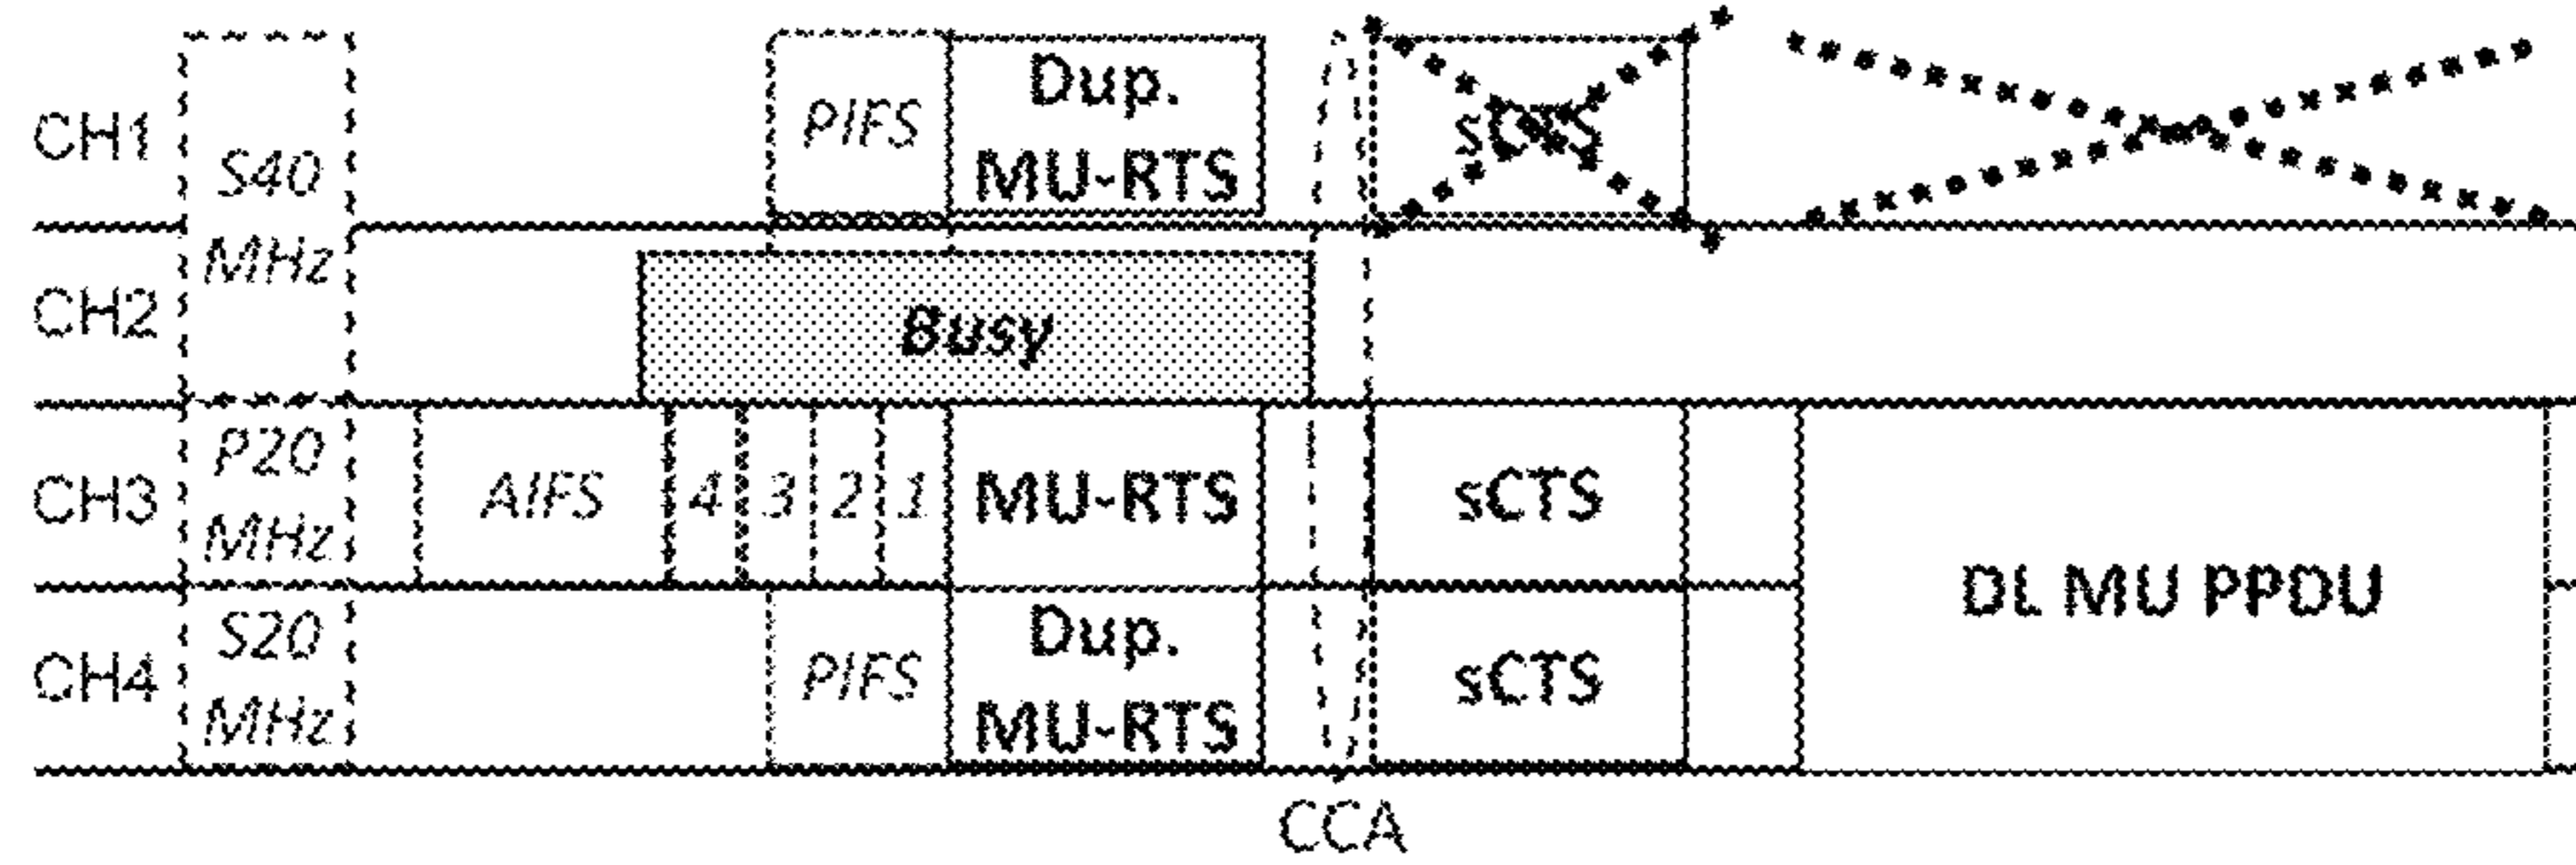 CH1
S40
MHz
PIFS
Dup.
MU-RTS
sCTS
CH2
Busy
CH3
P20
MHz
AIFS
4
3
2
1
MU-RTS
sCTS
CH4
S20
MHz
PIFS
Dup.
MU-RTS
sCTS
DL MU PPDU
CCA